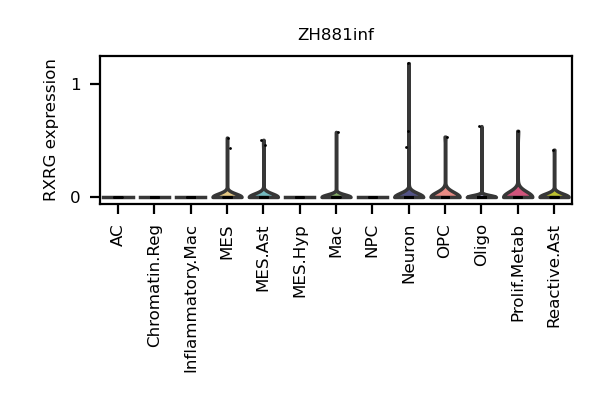 ZH881inf
RXRG expression
1
0
AC
Chromatin.Reg
Inflammatory.Mac
MES
MES.Ast
MES.Hyp
Mac
NPC
Neuron
OPC
Oligo
Prolif.Metab
Reactive.Ast